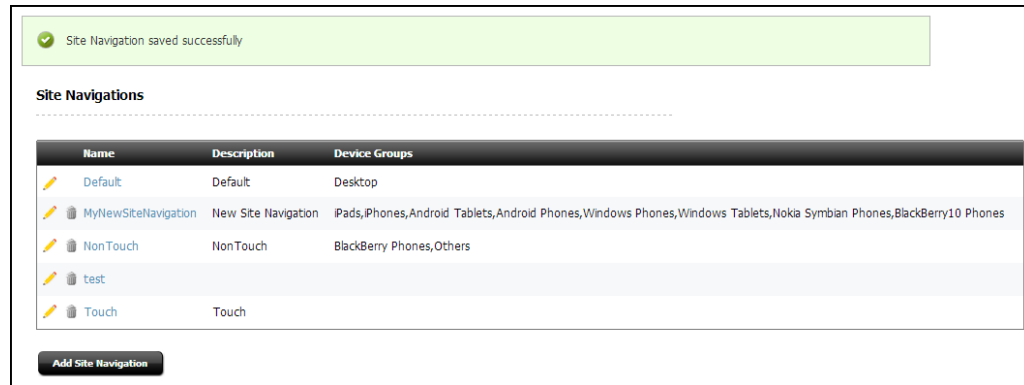 Site Navigation saved successfully
Site Navigations
Name Description Device Groups
Default Default Desktop
MyNewSiteNavigation New Site Navigation iPads,iPhones,Android Tablets,Android Phones,Windows Phones,Windows Tablets,Nokia Symbian Phones,BlackBerry10 Phones
NonTouch NonTouch BlackBerry Phones,Others
test
Touch Touch
Add Site Navigation